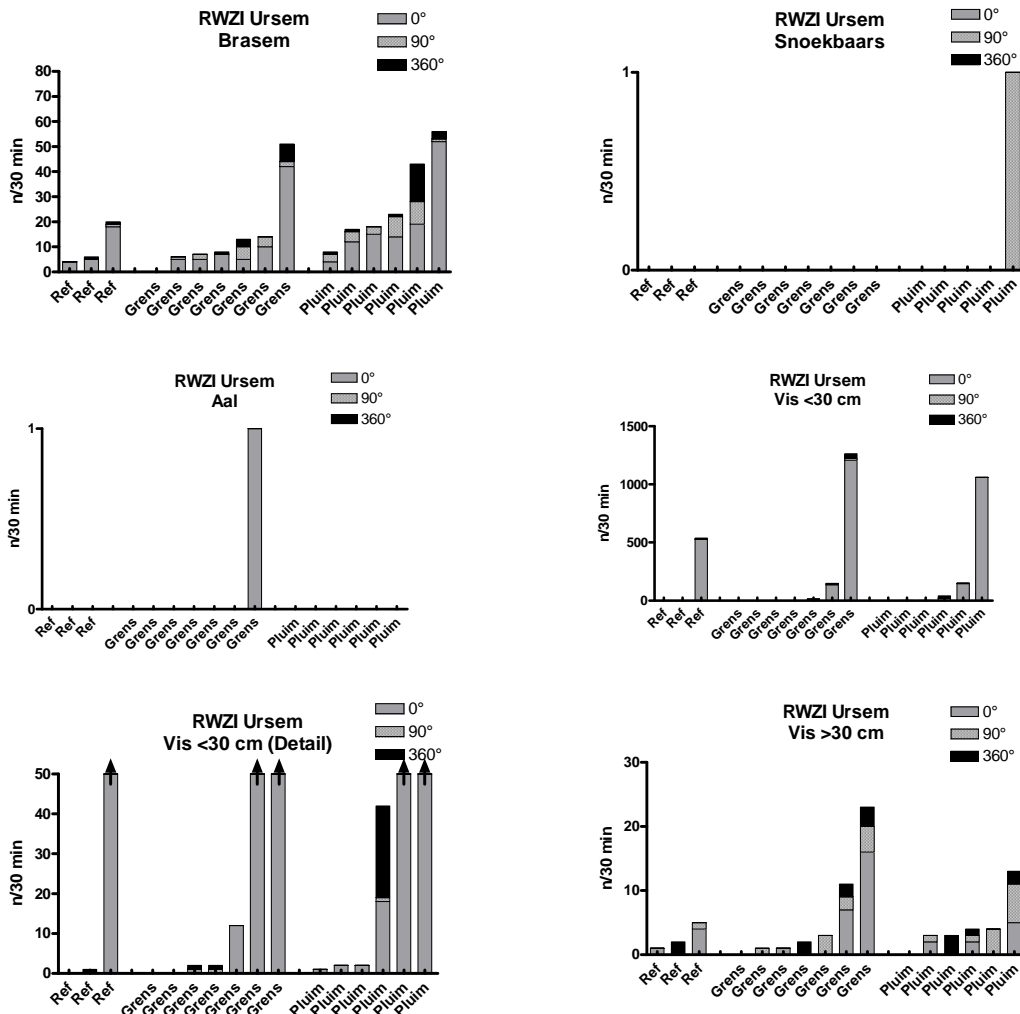 RWZI Ursem
Brasem
0°
90°
360°
n/30 min
80
70
60
50
40
30
20
10
0
Ref Ref Ref Grens Grens Grens Grens Grens Grens Grens Pluim Pluim Pluim Pluim Pluim Pluim
RWZI Ursem
Snoekbaars
0°
90°
360°
n/30 min
1
0
Ref Ref Ref Grens Grens Grens Grens Grens Grens Grens Pluim Pluim Pluim Pluim Pluim Pluim
RWZI Ursem
Aal
0°
90°
360°
n/30 min
1
0
Ref Ref Ref Grens Grens Grens Grens Grens Grens Grens Pluim Pluim Pluim Pluim Pluim Pluim
RWZI Ursem
Vis <30 cm
0°
90°
360°
n/30 min
1500
1000
500
0
Ref Ref Ref Grens Grens Grens Grens Grens Grens Grens Pluim Pluim Pluim Pluim Pluim Pluim
RWZI Ursem
Vis <30 cm (Detail)
0°
90°
360°
n/30 min
50
40
30
20
10
0
Ref Ref Ref Grens Grens Grens Grens Grens Grens Grens Pluim Pluim Pluim Pluim Pluim Pluim
RWZI Ursem
Vis >30 cm
0°
90°
360°
n/30 min
30
20
10
0
Ref Ref Ref Grens Grens Grens Grens Grens Grens Grens Pluim Pluim Pluim Pluim Pluim Pluim